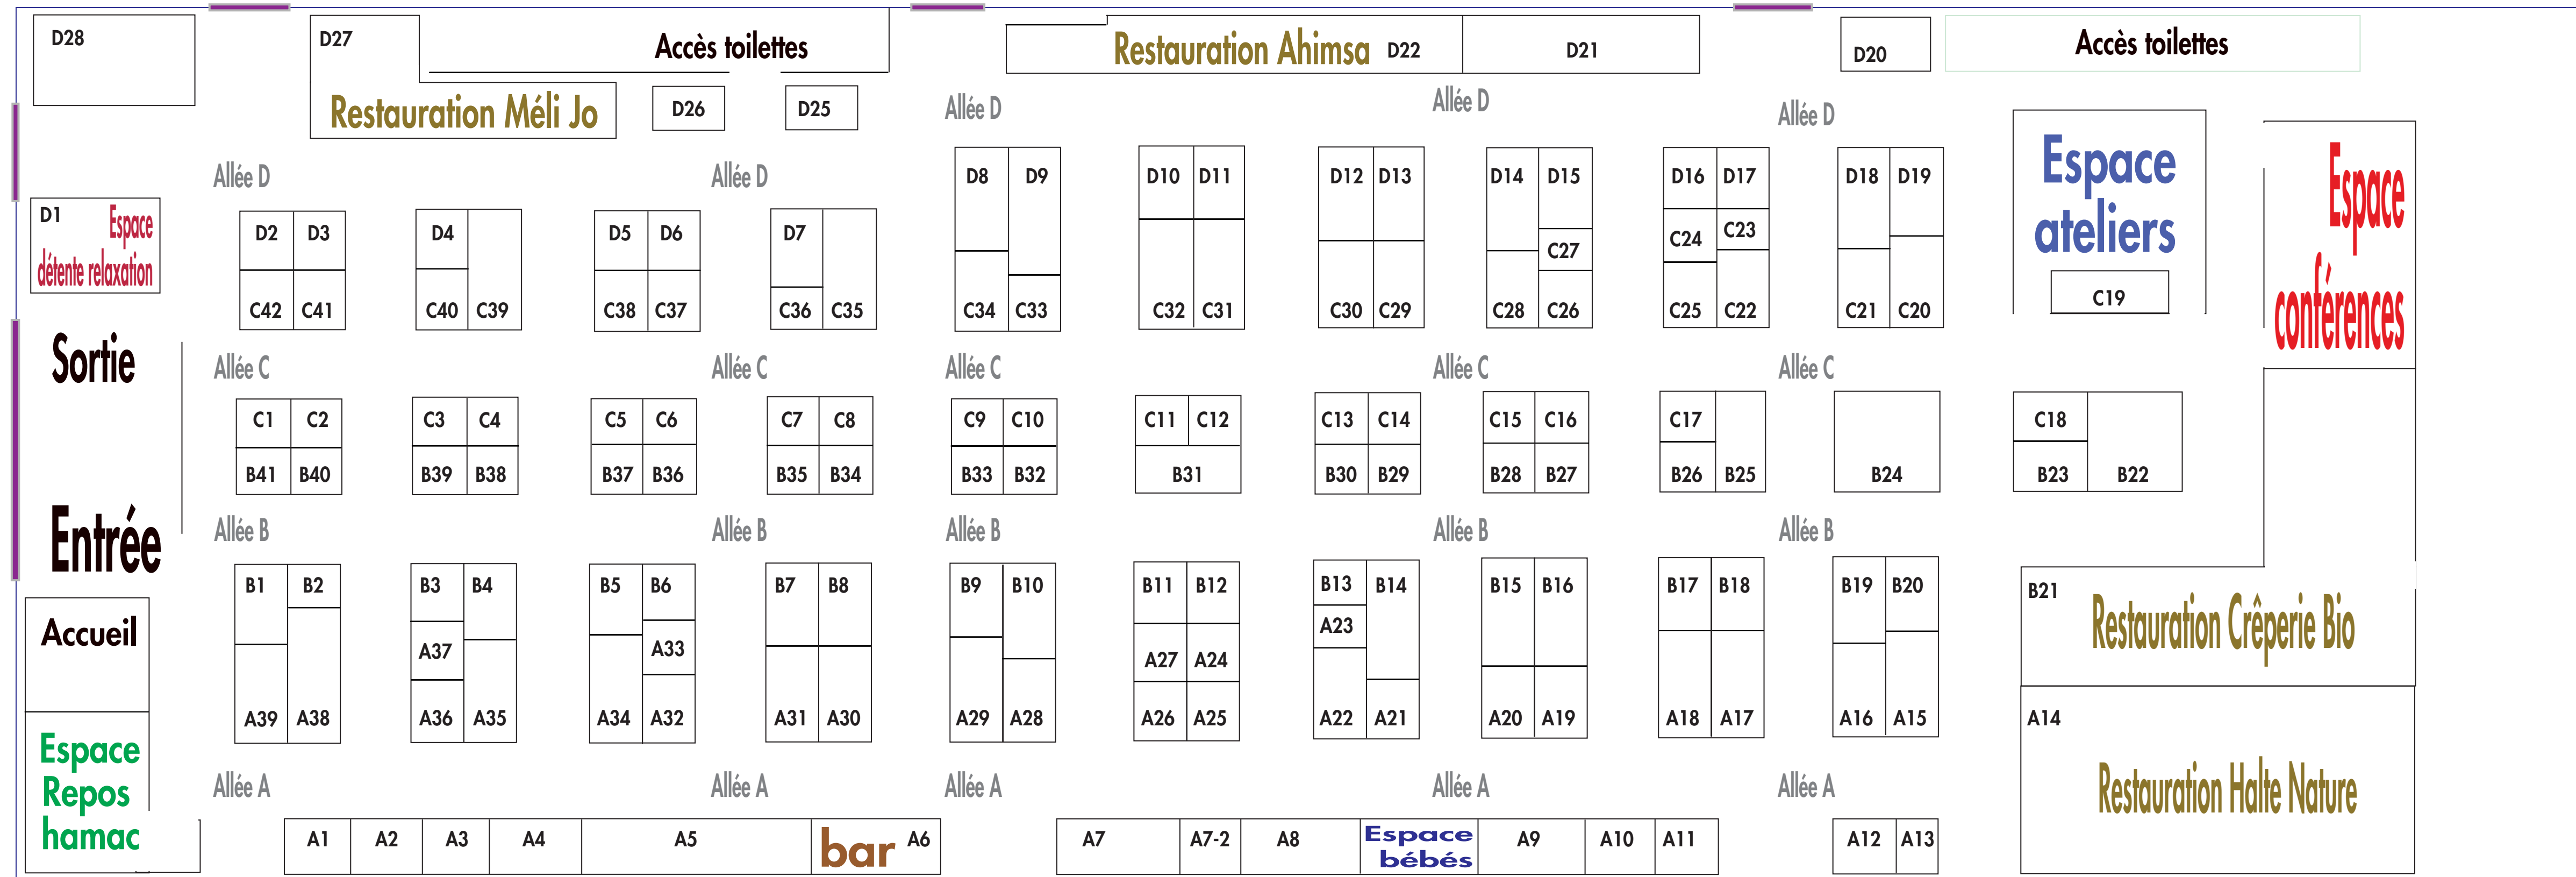 D28
D27
Accès toilettes
Restauration Ahimsa D22
D21
D20
Accès toilettes
Restauration Méli Jo
D26
D25
Allée D
Allée D
Allée D
Allée D
Allée D
D8 D9
D10 D11
D12 D13
D14 D15
D16 D17
D18 D19
Espace
ateliers
C19
Espace
conférences
D1 Espace
détente relaxation
D2 D3
D4
D5 D6
D7
C24 C23
C27
C42 C41
C40 C39
C38 C37
C36 C35
C34 C33
C32 C31
C30 C29
C28 C26
C25 C22
C21 C20
Sortie
Allée C
Allée C
Allée C
Allée C
Allée C
C1 C2
C3 C4
C5 C6
C7 C8
C9 C10
C11 C12
C13 C14
C15 C16
C17
C18
B41 B40
B39 B38
B37 B36
B35 B34
B33 B32
B31
B30 B29
B28 B27
B26 B25
B24
B23 B22
Entrée
Allée B
Allée B
Allée B
Allée B
Allée B
B1 B2
B3 B4
B5 B6
B7 B8
B9 B10
B11 B12
B13 B14
B15 B16
B17 B18
B19 B20
B21
Restauration Crêperie Bio
Accueil
A37
A33
A27 A24
A23
A39 A38
A36 A35
A34 A32
A31 A30
A29 A28
A26 A25
A22 A21
A20 A19
A18 A17
A16 A15
A14
Restauration Halte Nature
Espace
Repos
hamac
Allée A
Allée A
Allée A
Allée A
Allée A
A1
A2
A3
A4
A5
bar A6
A7
A7-2
A8
Espace
bébés
A9
A10
A11
A12
A13